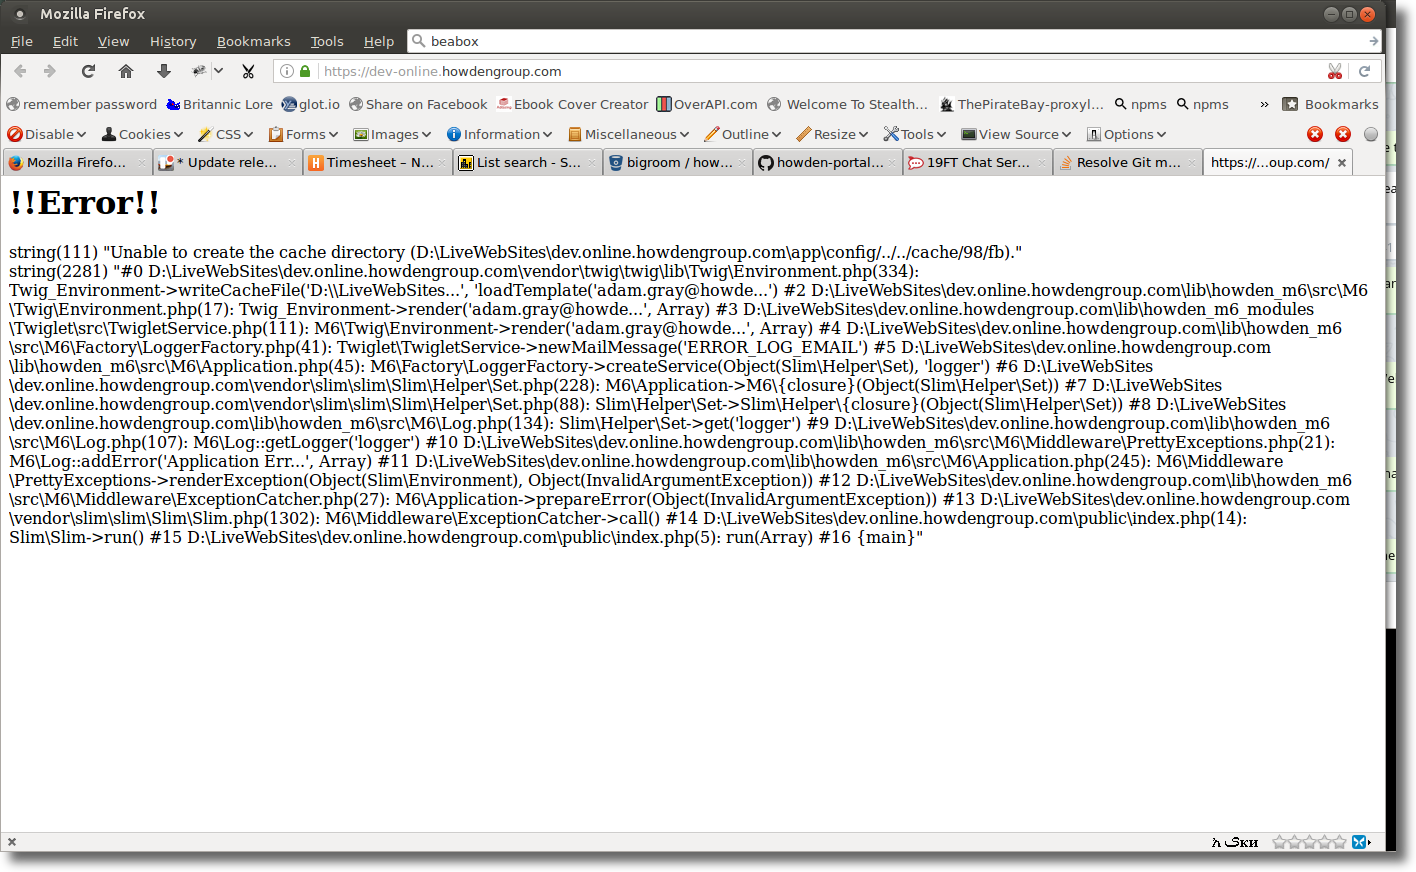 Mozilla Firefox
File Edit View History Bookmarks Tools Help beabox
https://dev-online.howdengroup.com
remember password Britannic Lore glot.io Share on Facebook Ebook Cover Creator OverAPI.com Welcome To Stealth... ThePirateBay-proxyl... npms npms » Bookmarks
Disable Cookies CSS Forms Images Information Miscellaneous Outline Resize Tools View Source Options
Mozilla Firefo... * Update rele... Timesheet – N... List search - S... bigroom / how... howden-portal... 19FT Chat Ser... Resolve Git m... https://...oup.com/
!!Error!!
string(111) "Unable to create the cache directory (D:\LiveWebSites\dev.online.howdengroup.com\app\config/../../cache/98/fb)."
string(2281) "#0 D:\LiveWebSites\dev.online.howdengroup.com\vendor\twig\twig\lib\Twig\Environment.php(334):
Twig_Environment->writeCacheFile('D:\\LiveWebSites...', 'loadTemplate('adam.gray@howde...') #2 D:\LiveWebSites\dev.online.howdengroup.com\lib\howden_m6\src\M6
\Twig\Environment.php(17): Twig_Environment->render('adam.gray@howde...', Array) #3 D:\LiveWebSites\dev.online.howdengroup.com\lib\howden_m6_modules
\Twiglet\src\TwigletService.php(111): M6\Twig\Environment->render('adam.gray@howde...', Array) #4 D:\LiveWebSites\dev.online.howdengroup.com\lib\howden_m6
\src\M6\Factory\LoggerFactory.php(41): Twiglet\TwigletService->newMailMessage('ERROR_LOG_EMAIL') #5 D:\LiveWebSites\dev.online.howdengroup.com
\lib\howden_m6\src\M6\Application.php(45): M6\Factory\LoggerFactory->createService(Object(Slim\Helper\Set), 'logger') #6 D:\LiveWebSites
\dev.online.howdengroup.com\vendor\slim\slim\Slim\Helper\Set.php(228): M6\Application->M6\{closure}(Object(Slim\Helper\Set)) #7 D:\LiveWebSites
\dev.online.howdengroup.com\vendor\slim\slim\Slim\Helper\Set.php(88): Slim\Helper\Set->Slim\Helper\{closure}(Object(Slim\Helper\Set)) #8 D:\LiveWebSites
\dev.online.howdengroup.com\lib\howden_m6\src\M6\Log.php(134): Slim\Helper\Set->get('logger') #9 D:\LiveWebSites\dev.online.howdengroup.com\lib\howden_m6
\src\M6\Log.php(107): M6\Log::getLogger('logger') #10 D:\LiveWebSites\dev.online.howdengroup.com\lib\howden_m6\src\M6\Middleware\PrettyExceptions.php(21):
M6\Log::addError('Application Err...', Array) #11 D:\LiveWebSites\dev.online.howdengroup.com\lib\howden_m6\src\M6\Application.php(245): M6\Middleware
\PrettyExceptions->renderException(Object(Slim\Environment), Object(InvalidArgumentException)) #12 D:\LiveWebSites\dev.online.howdengroup.com\lib\howden_m6
\src\M6\Middleware\ExceptionCatcher.php(27): M6\Application->prepareError(Object(InvalidArgumentException)) #13 D:\LiveWebSites\dev.online.howdengroup.com
\vendor\slim\slim\Slim\Slim.php(1302): M6\Middleware\ExceptionCatcher->call() #14 D:\LiveWebSites\dev.online.howdengroup.com\public\index.php(14):
Slim\Slim->run() #15 D:\LiveWebSites\dev.online.howdengroup.com\public\index.php(5): run(Array) #16 {main}"